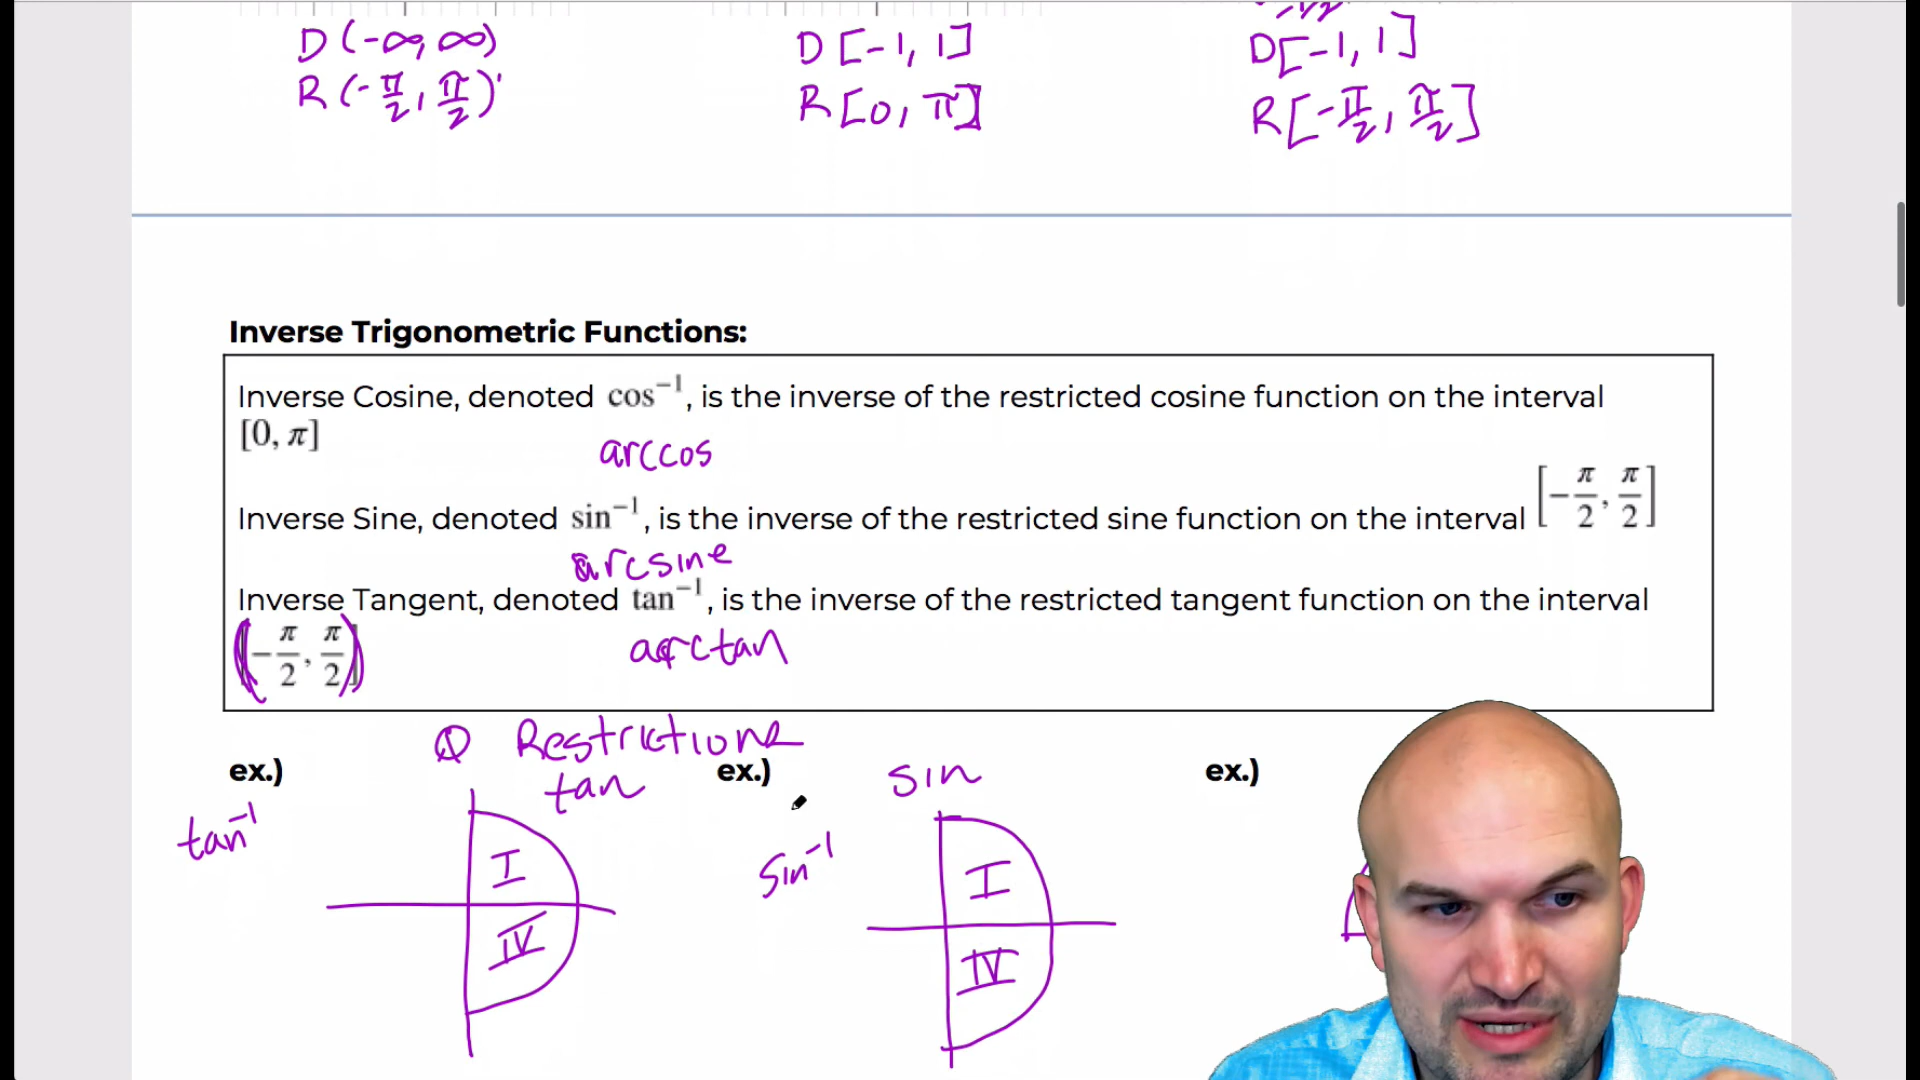 D (-∞, ∞)
R (-π/2, π/2)
D [-1, 1]
R [0, π]
D [-1, 1]
R [-π/2, π/2]
Inverse Trigonometric Functions:
Inverse Cosine, denoted cos⁻¹, is the inverse of the restricted cosine function on the interval
[0, π]
arccos
Inverse Sine, denoted sin⁻¹, is the inverse of the restricted sine function on the interval [-π/2, π/2]
arcsine
Inverse Tangent, denoted tan⁻¹, is the inverse of the restricted tangent function on the interval
(-π/2, π/2)
arctan
Q Restrictions
ex.)
tan
ex.)
sin
ex.)
tan⁻¹
I
IV
sin⁻¹
I
IV